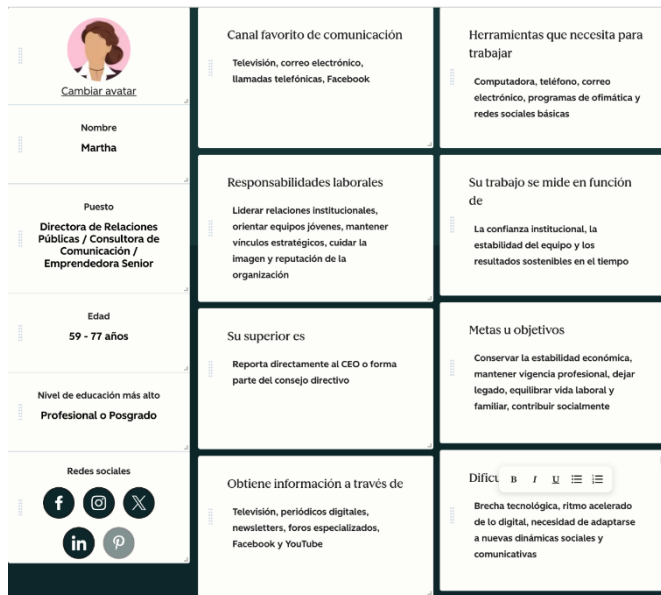 Cambiar avatar
Nombre
Martha
Puesto
Directora de Relaciones
Públicas / Consultora de
Comunicación /
Emprendedora Senior
Edad
59 - 77 años
Nivel de educación más alto
Profesional o Posgrado
Redes sociales
Canal favorito de comunicación
Televisión, correo electrónico,
llamadas telefónicas, Facebook
Responsabilidades laborales
Liderar relaciones institucionales,
orientar equipos jóvenes, mantener
vínculos estratégicos, cuidar la
imagen y reputación de la
organización
Su superior es
Reporta directamente al CEO o forma
parte del consejo directivo
Obtiene información a través de
Televisión, periódicos digitales,
newsletters, foros especializados,
Facebook y YouTube
Herramientas que necesita para
trabajar
Computadora, teléfono, correo
electrónico, programas de ofimática y
redes sociales básicas
Su trabajo se mide en función
de
La confianza institucional, la
estabilidad del equipo y los
resultados sostenibles en el tiempo
Metas u objetivos
Conservar la estabilidad económica,
mantener vigencia profesional, dejar
legado, equilibrar vida laboral y
familiar, contribuir socialmente
B I U
Brecha tecnológica, ritmo acelerado
de lo digital, necesidad de adaptarse
a nuevas dinámicas sociales y
comunicativas